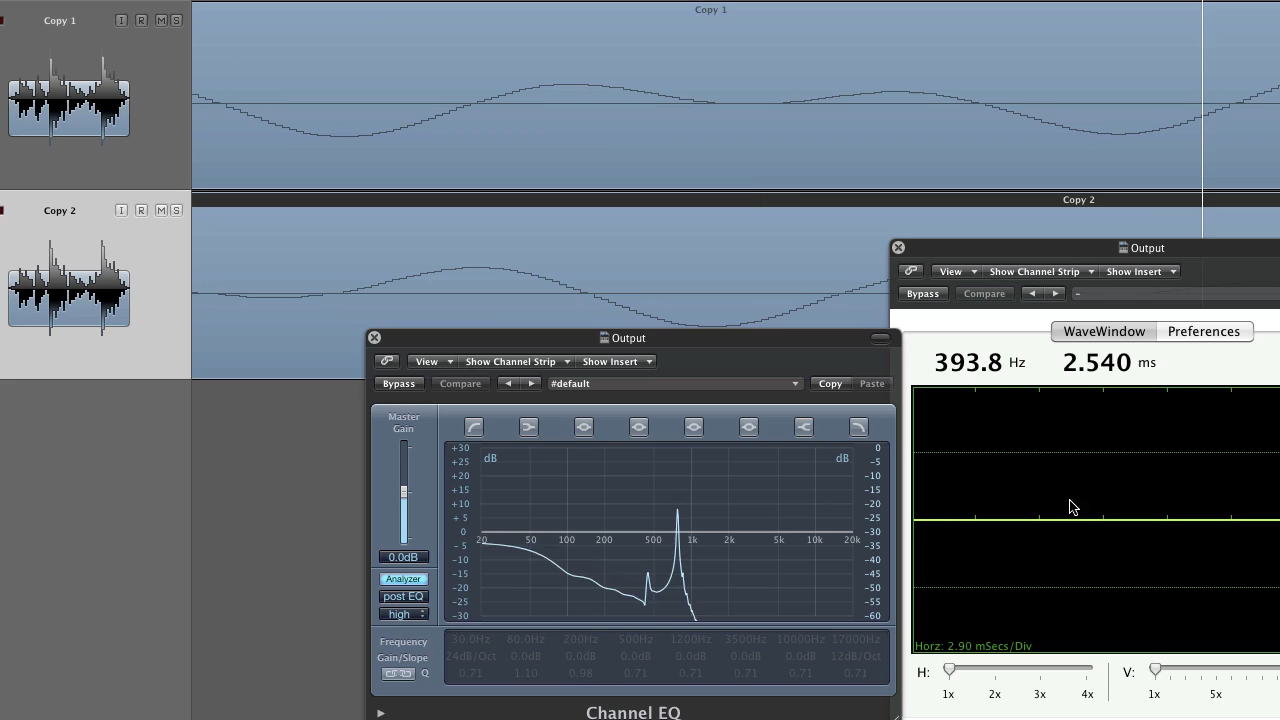 Copy 1
I R M S
Copy 1
Copy 2
I R M S
Copy 2
Output
View Show Channel Strip Show Insert
Bypass Compare -
WaveWindow Preferences
393.8 Hz 2.540 ms
Horz: 2.90 mSecs/Div
H: 1x 2x 3x 4x V: 1x 5x
Output
View Show Channel Strip Show Insert
Bypass Compare #default Copy Paste
Master
Gain
0.0dB
Analyzer
post EQ
high
+30 dB dB 0
+25 -5
+20 -10
+15 -15
+10 -20
+ 5 -25
0 -30
20 50 100 200 500 1k 2k 5k 10k 20k
- 5 -35
-10 -40
-15 -45
-20 -50
-25 -55
-30 -60
Frequency 30.0Hz 80.0Hz 200Hz 500Hz 1200Hz 3500Hz 10000Hz 17000Hz
Gain/Slope 24dB/Oct 0.0dB 0.0dB 0.0dB 0.0dB 0.0dB 0.0dB 12dB/Oct
Q 0.71 1.10 0.98 0.71 0.71 0.71 0.71 0.71
Channel EQ